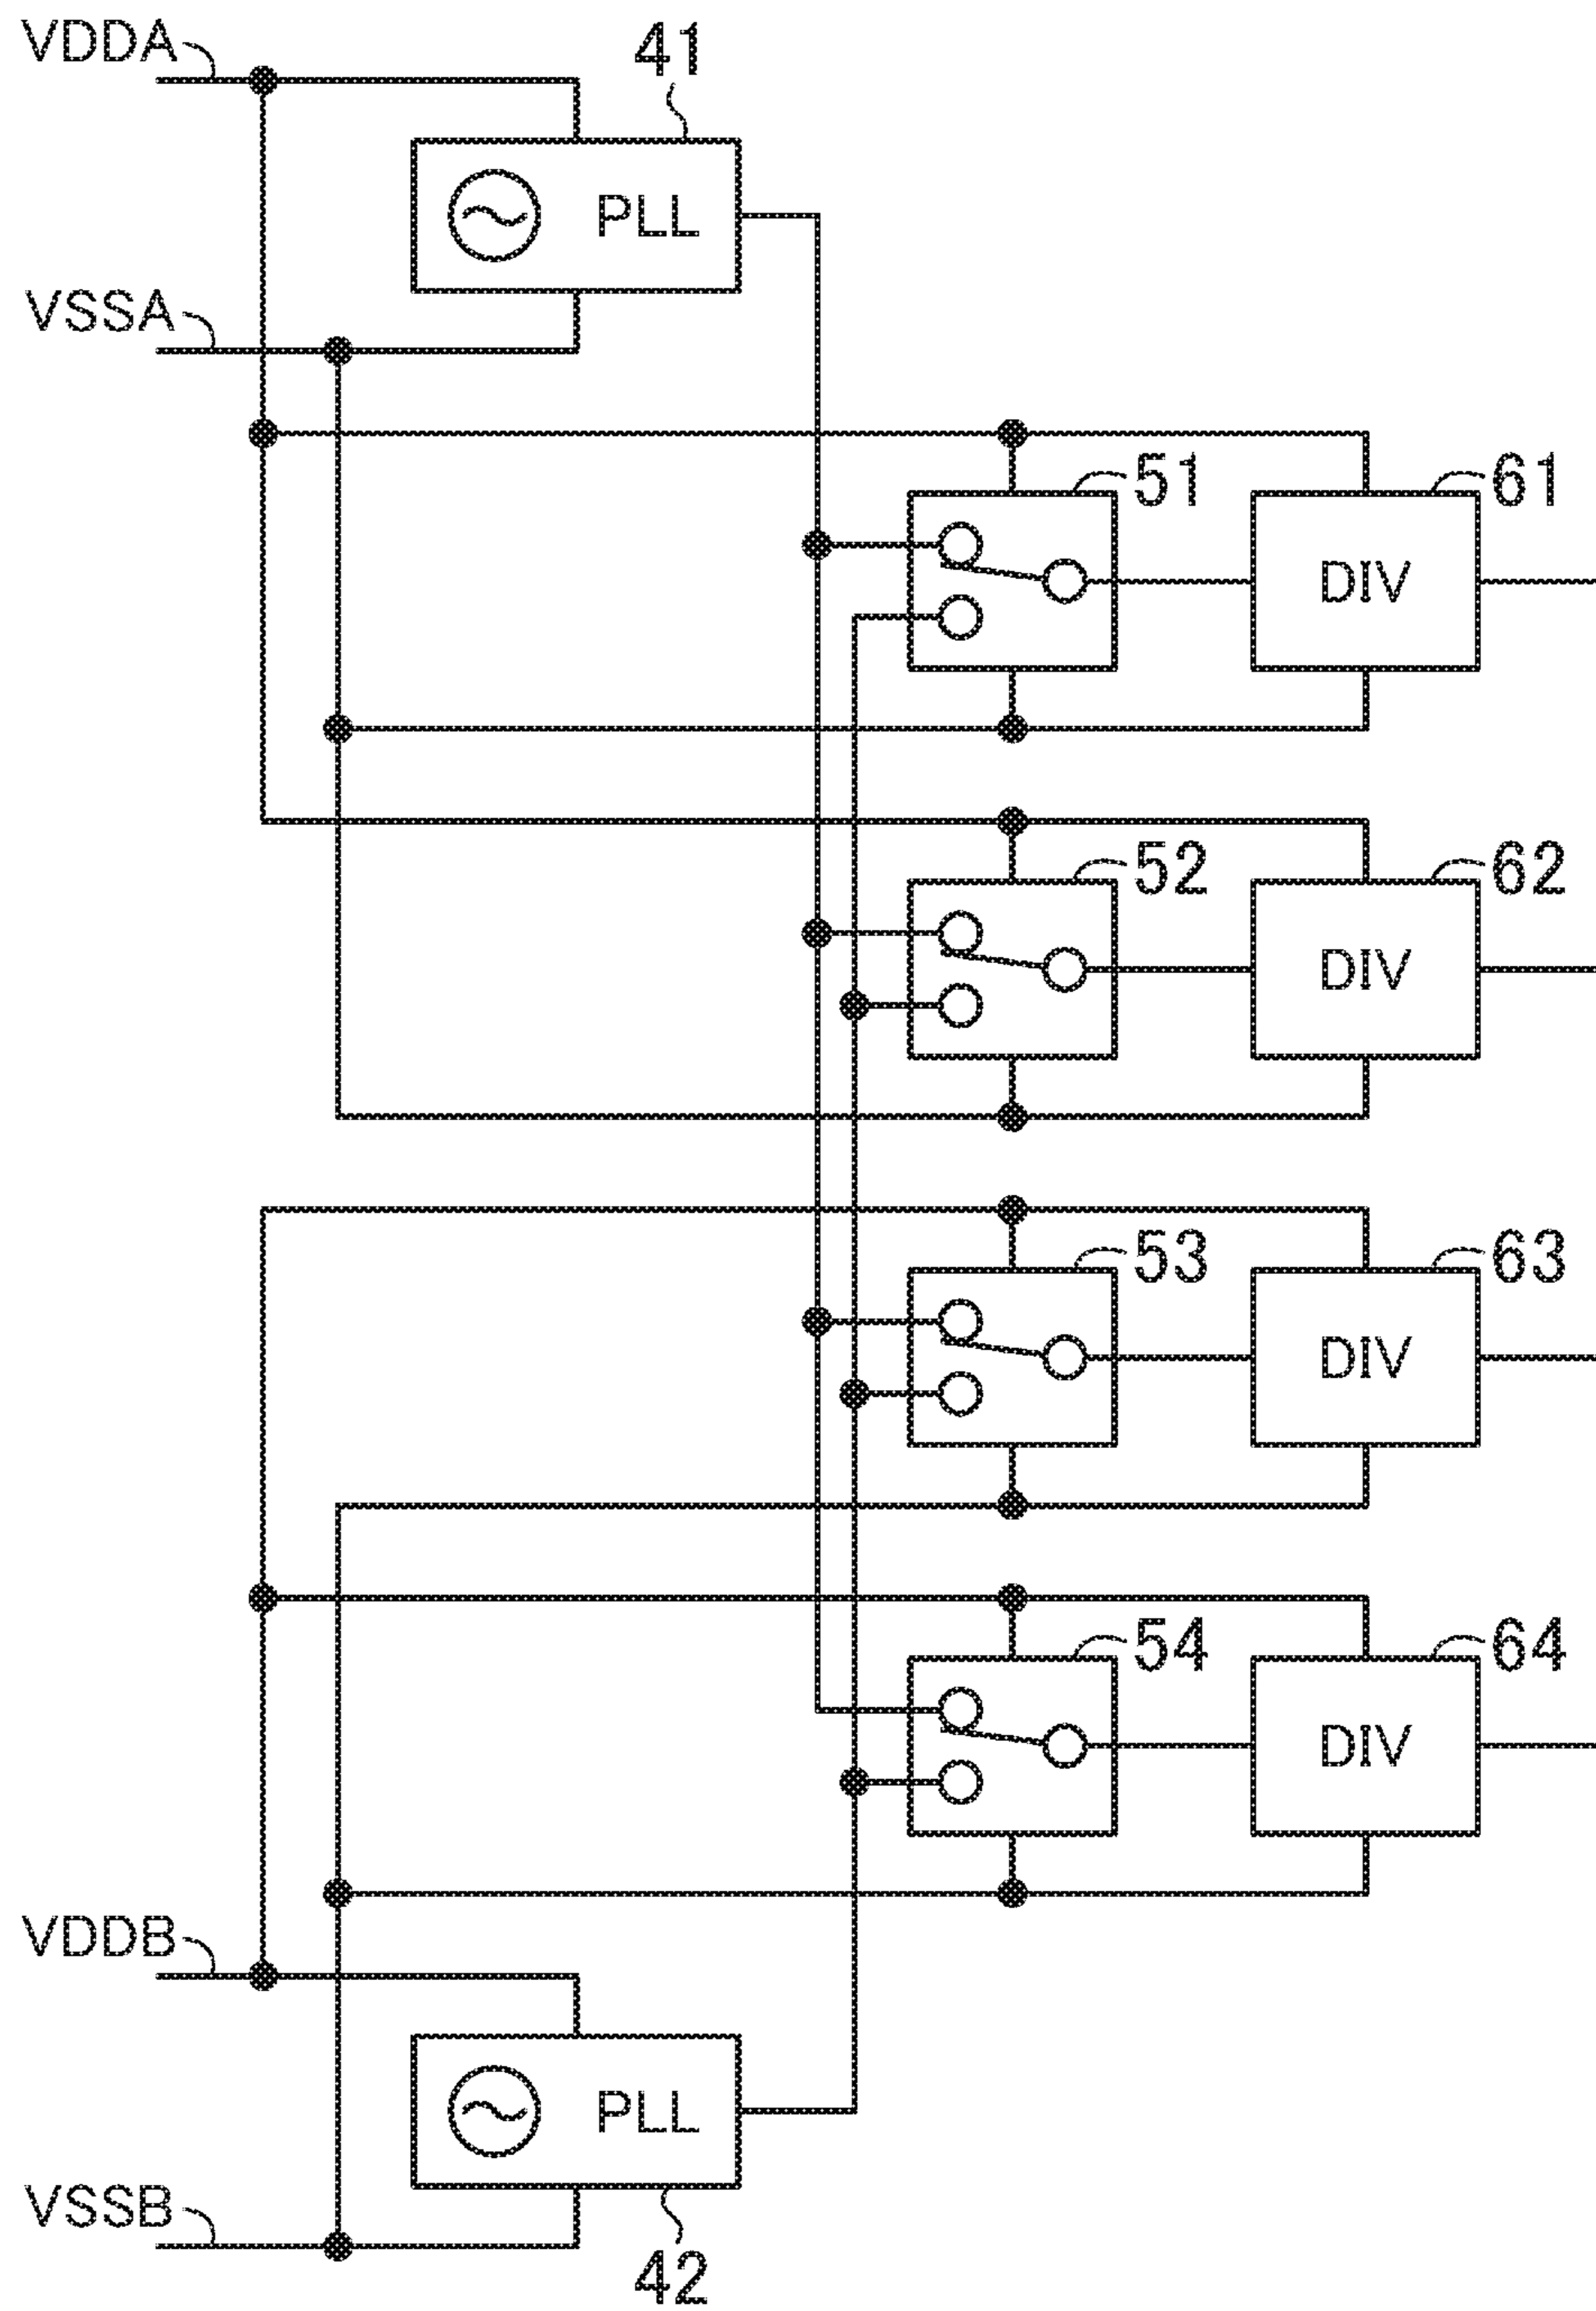 VDDA
41
PLL
VSSA
51
61
DIV
52
62
DIV
53
63
DIV
54
64
DIV
VDDB
PLL
VSSB
42